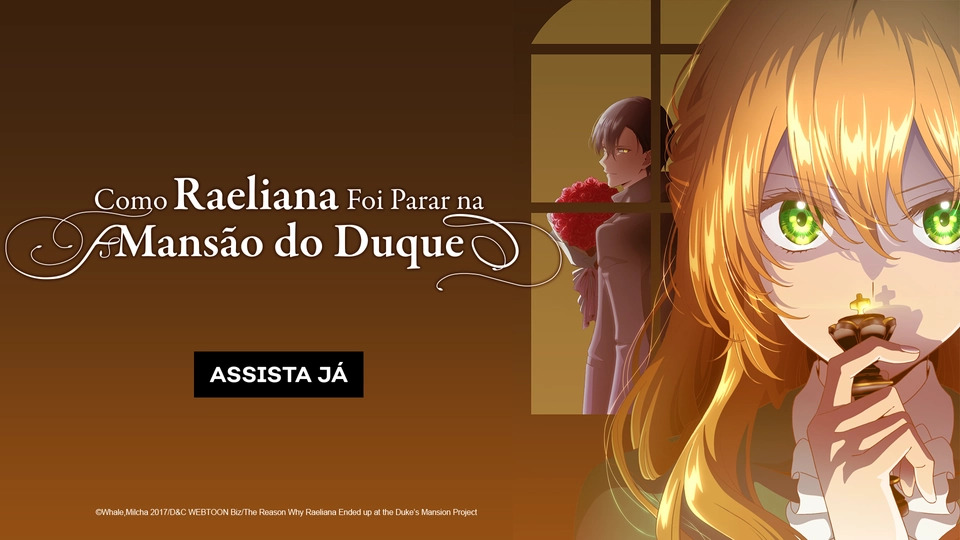 Como Raeliana Foi Parar na
Mansão do Duque
ASSISTA JÁ
©Whale,Milcha 2017/D&C WEBTOON Biz/The Reason Why Raeliana Ended up at the Duke's Mansion Project